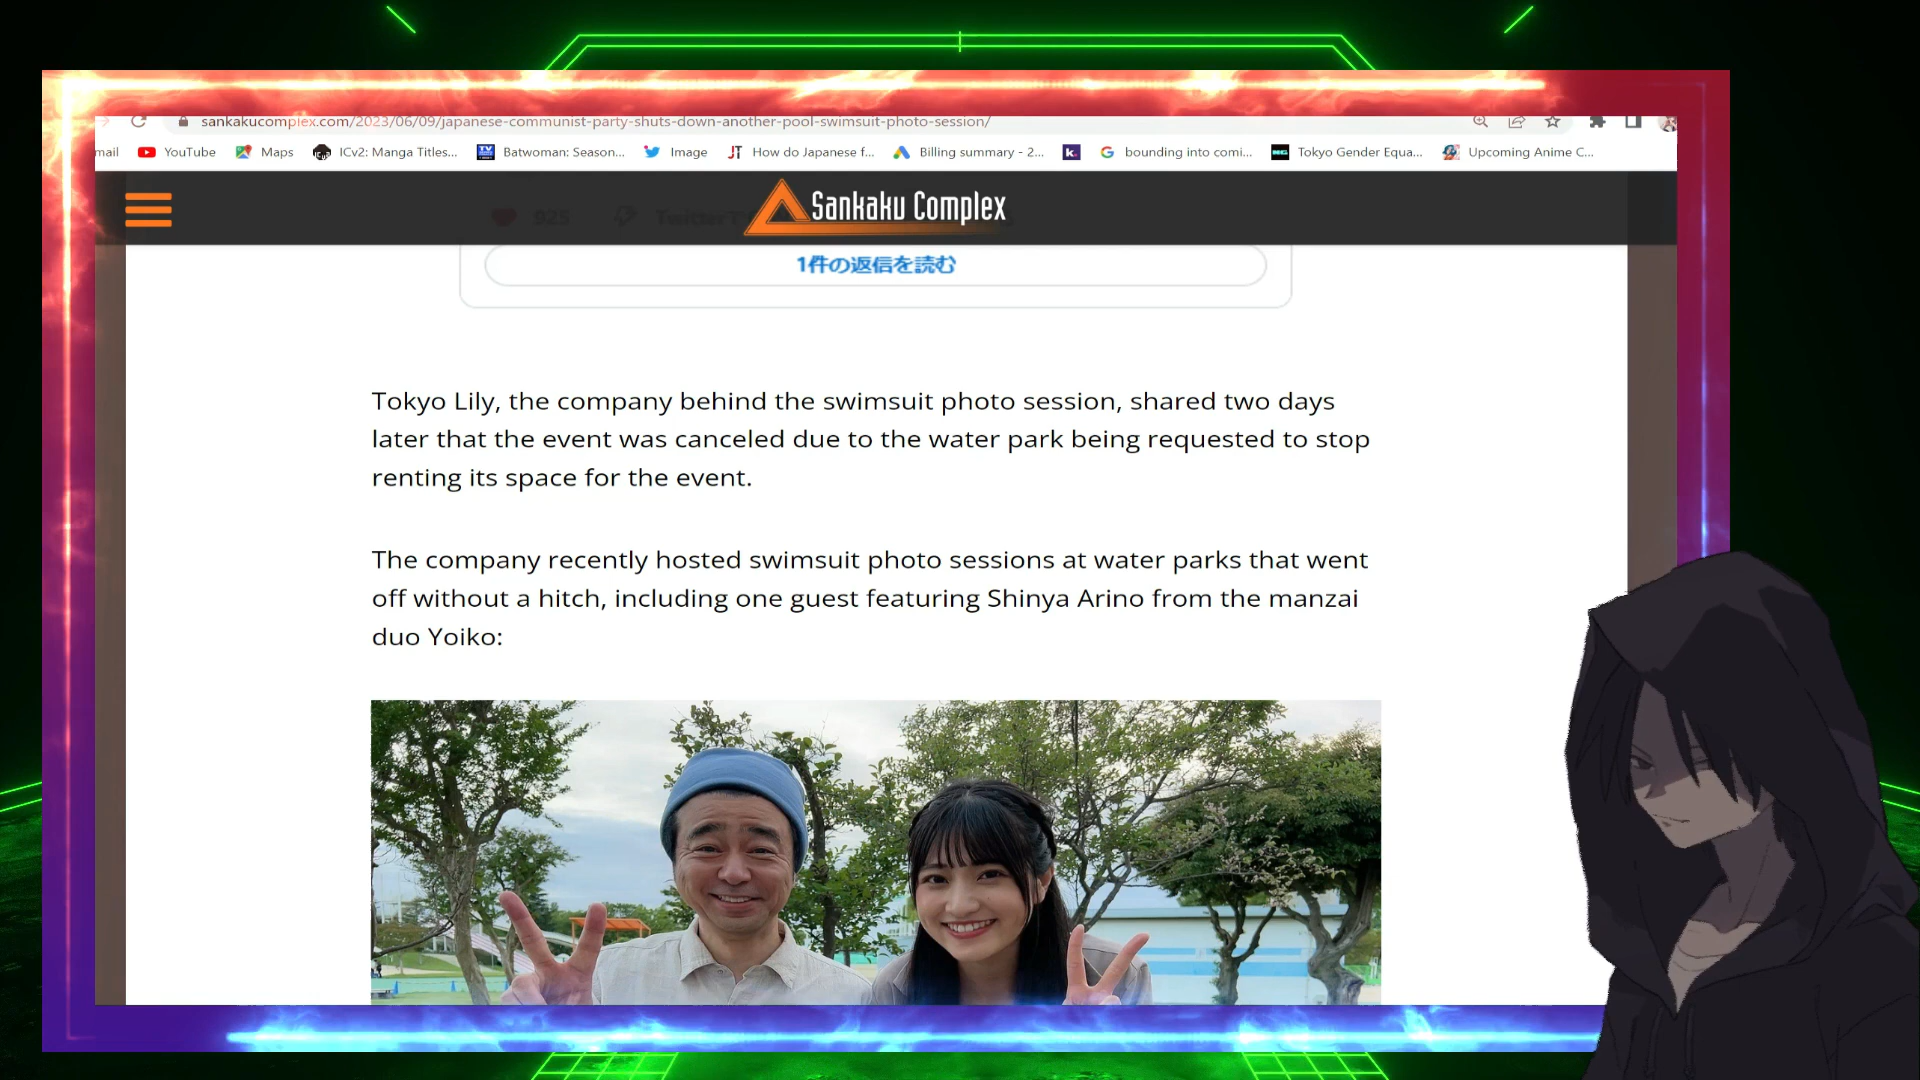 sankakucomplex.com/2023/06/09/japanese-communist-party-shuts-down-another-pool-swimsuit-photo-session/
mail YouTube Maps ICv2: Manga Titles... Batwoman: Season... Image How do Japanese f... Billing summary - 2... bounding into comi... Tokyo Gender Equa... Upcoming Anime C...
925 Twitter
Sankaku Complex
1件の返信を読む
Tokyo Lily, the company behind the swimsuit photo session, shared two days
later that the event was canceled due to the water park being requested to stop
renting its space for the event.
The company recently hosted swimsuit photo sessions at water parks that went
off without a hitch, including one guest featuring Shinya Arino from the manzai
duo Yoiko: